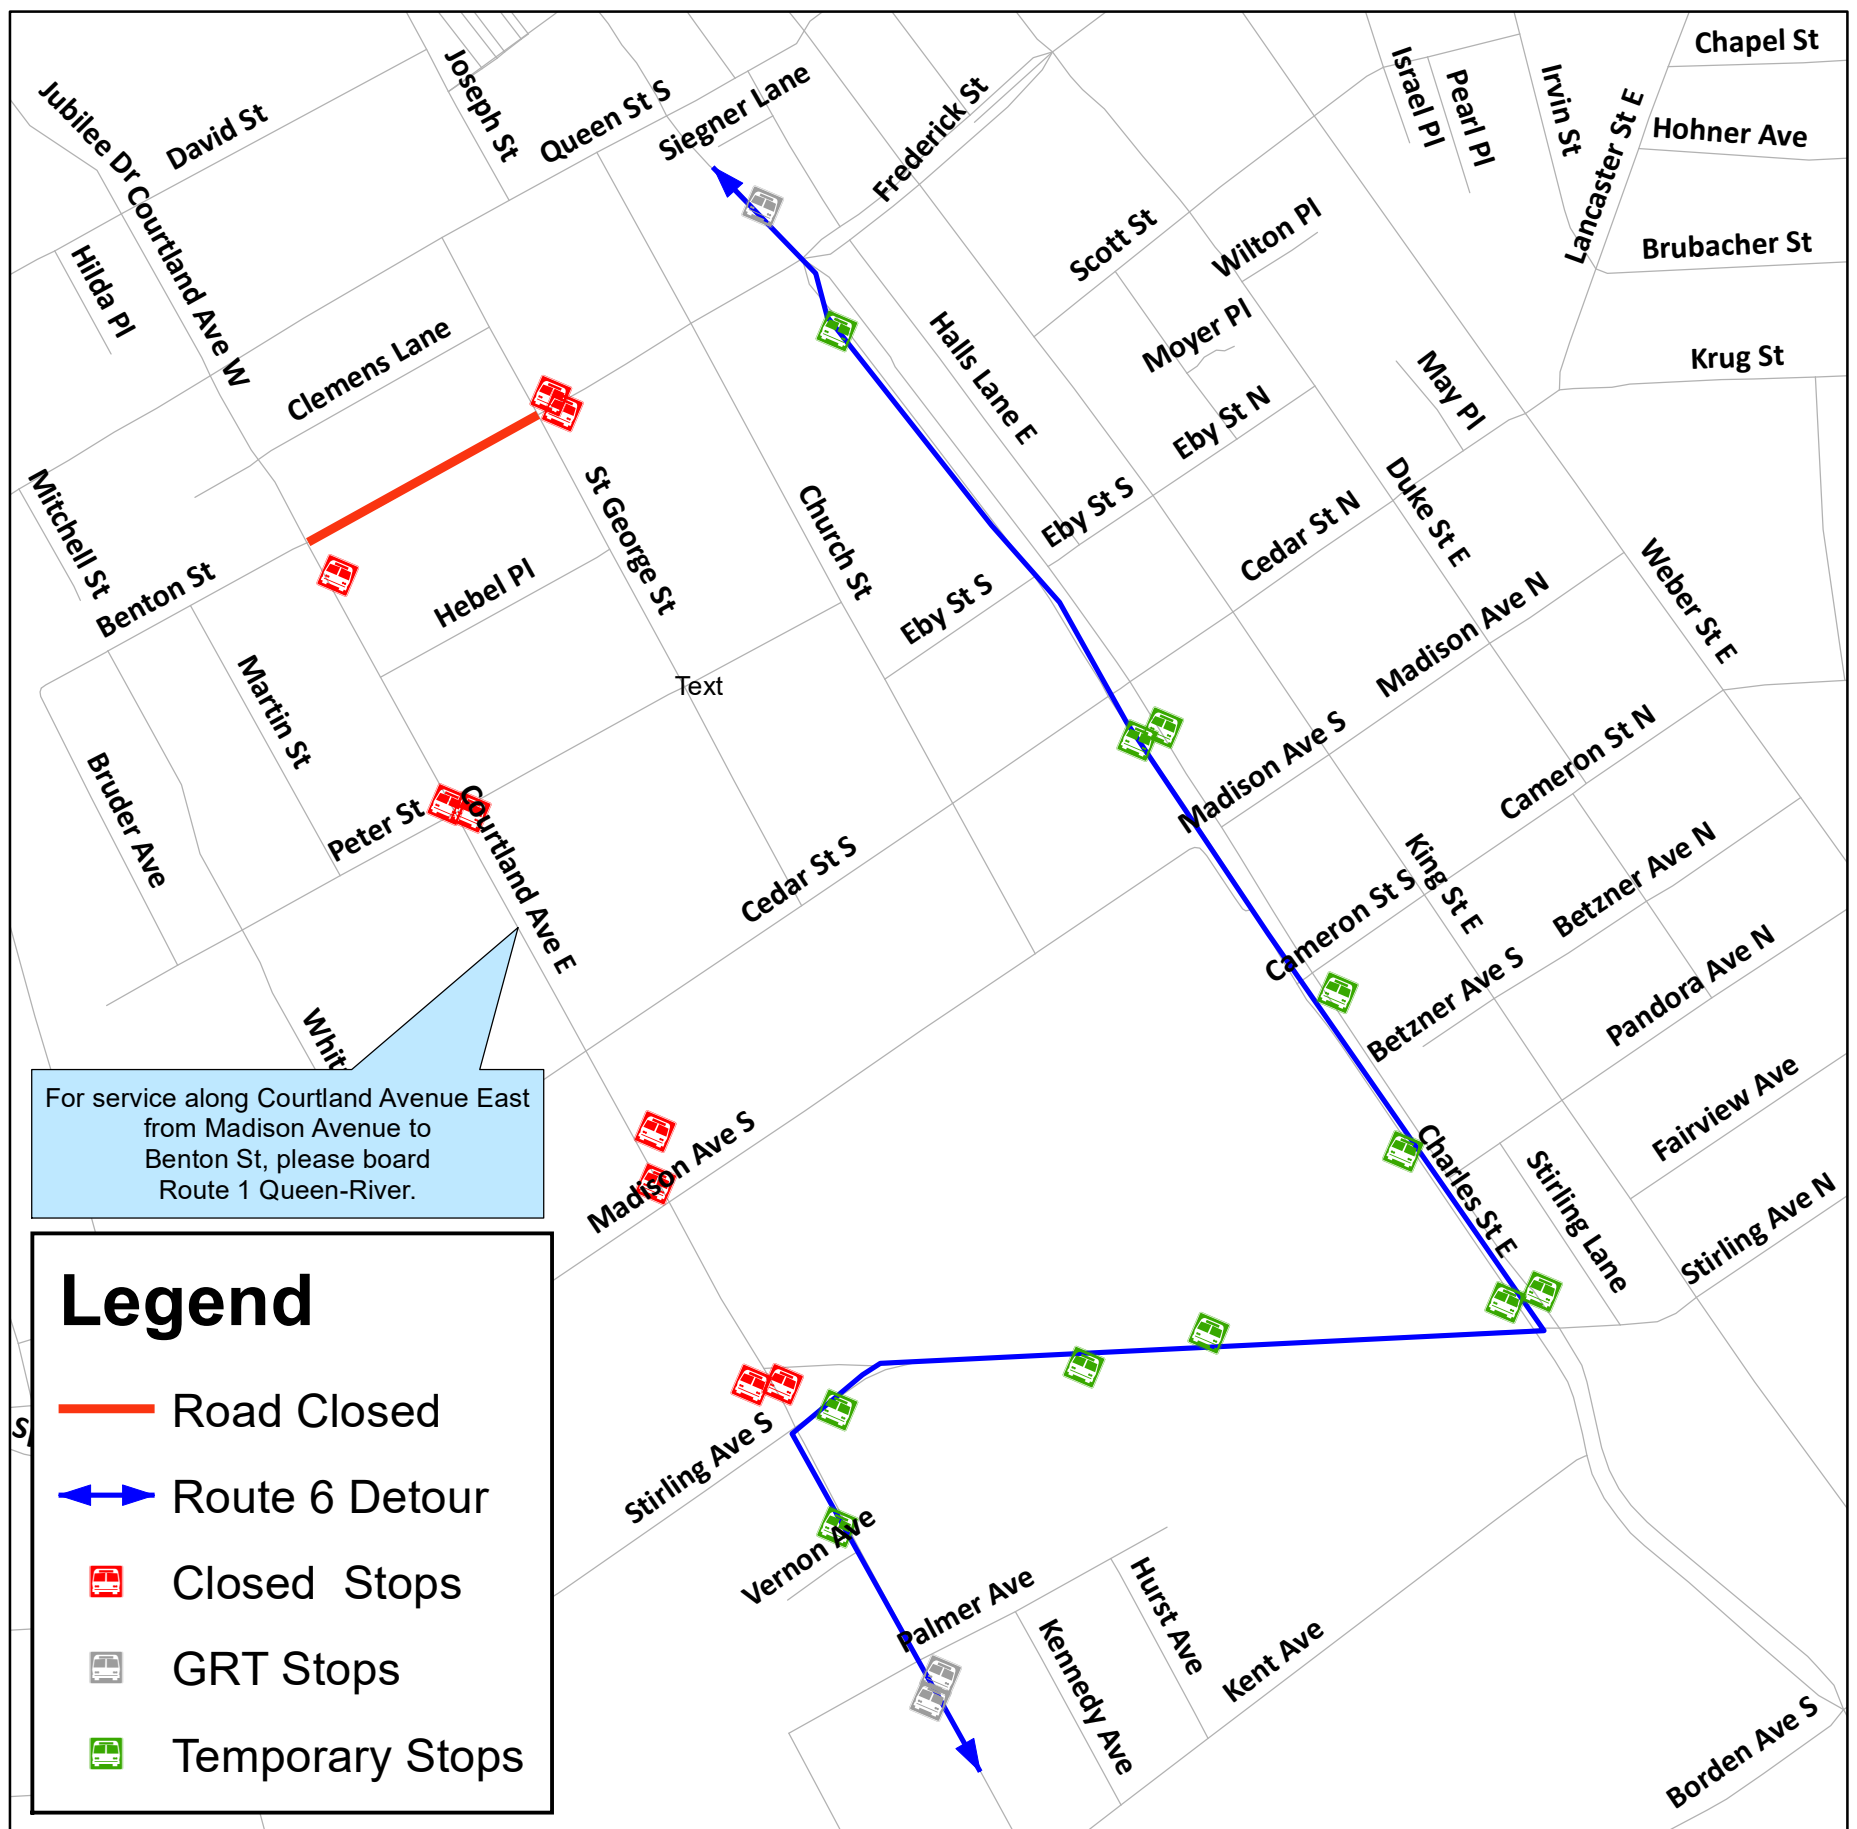 Chapel St
Joseph St
Israel Pl
Pearl Pl
Irvin St
Jubilee Dr
David St
Queen St S
Siegner Lane
Frederick St
Lancaster St E
Hohner Ave
Courtland Ave W
Hilda Pl
Scott St
Wilton Pl
Brubacher St
Clemens Lane
Halls Lane E
Moyer Pl
May Pl
Krug St
Eby St N
Mitchell St
St George St
Church St
Eby St S
Cedar St N
Duke St E
Benton St
Hebel Pl
Eby St S
Madison Ave N
Weber St E
Text
Martin St
Bruder Ave
Peter St
Courtland Ave E
Cedar St S
Madison Ave S
Cameron St N
King St E
Cameron St S
Betzner Ave N
Betzner Ave S
Pandora Ave N
For service along Courtland Avenue East
from Madison Avenue to
Benton St, please board
Route 1 Queen-River.
Madison Ave S
Charles St E
Stirling Lane
Fairview Ave
Stirling Ave N
Stirling Ave S
Vernon Ave
Palmer Ave
Hurst Ave
Kennedy Ave
Kent Ave
Borden Ave S
Legend
Road Closed
Route 6 Detour
Closed  Stops
GRT Stops
Temporary Stops